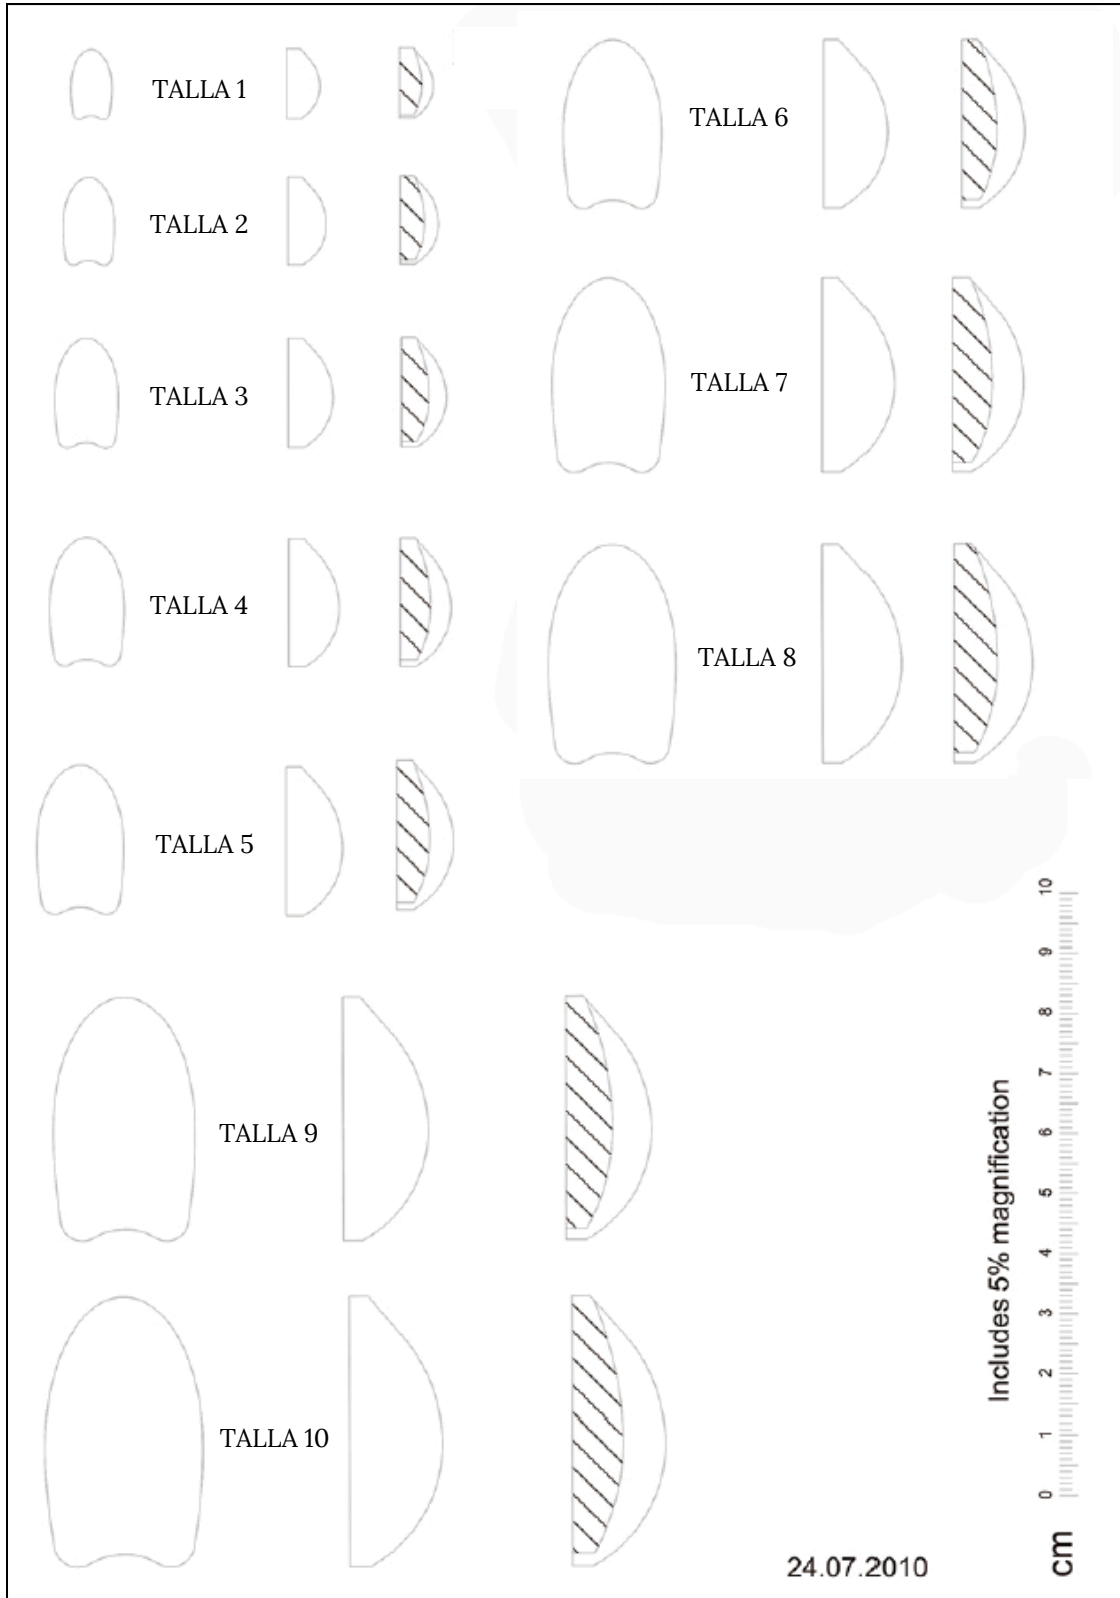 TALLA 1
TALLA 2
TALLA 3
TALLA 4
TALLA 5
TALLA 6
TALLA 7
TALLA 8
TALLA 9
TALLA 10
Includes 5% magnification
cm
0 1 2 3 4 5 6 7 8 9 10
24.07.2010